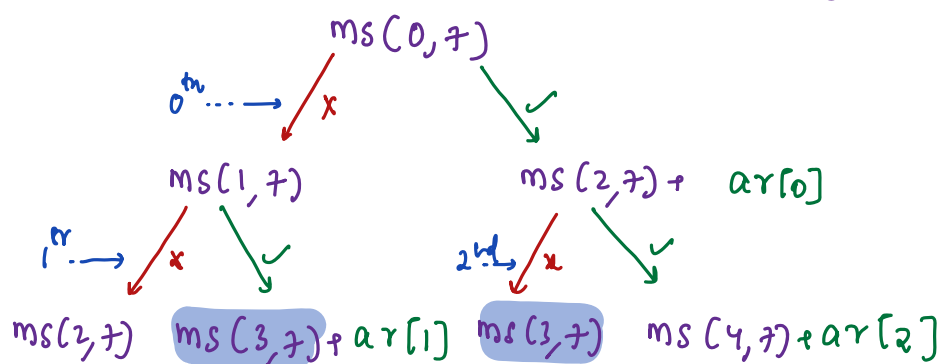 ms(0,7)
0th x ✓
ms(1,7) ms(2,7)+ ar[0]
1st x ✓ 2nd x ✓
ms(2,7) ms(3,7)+ar[1] ms(3,7) ms(4,7)+ar[2]